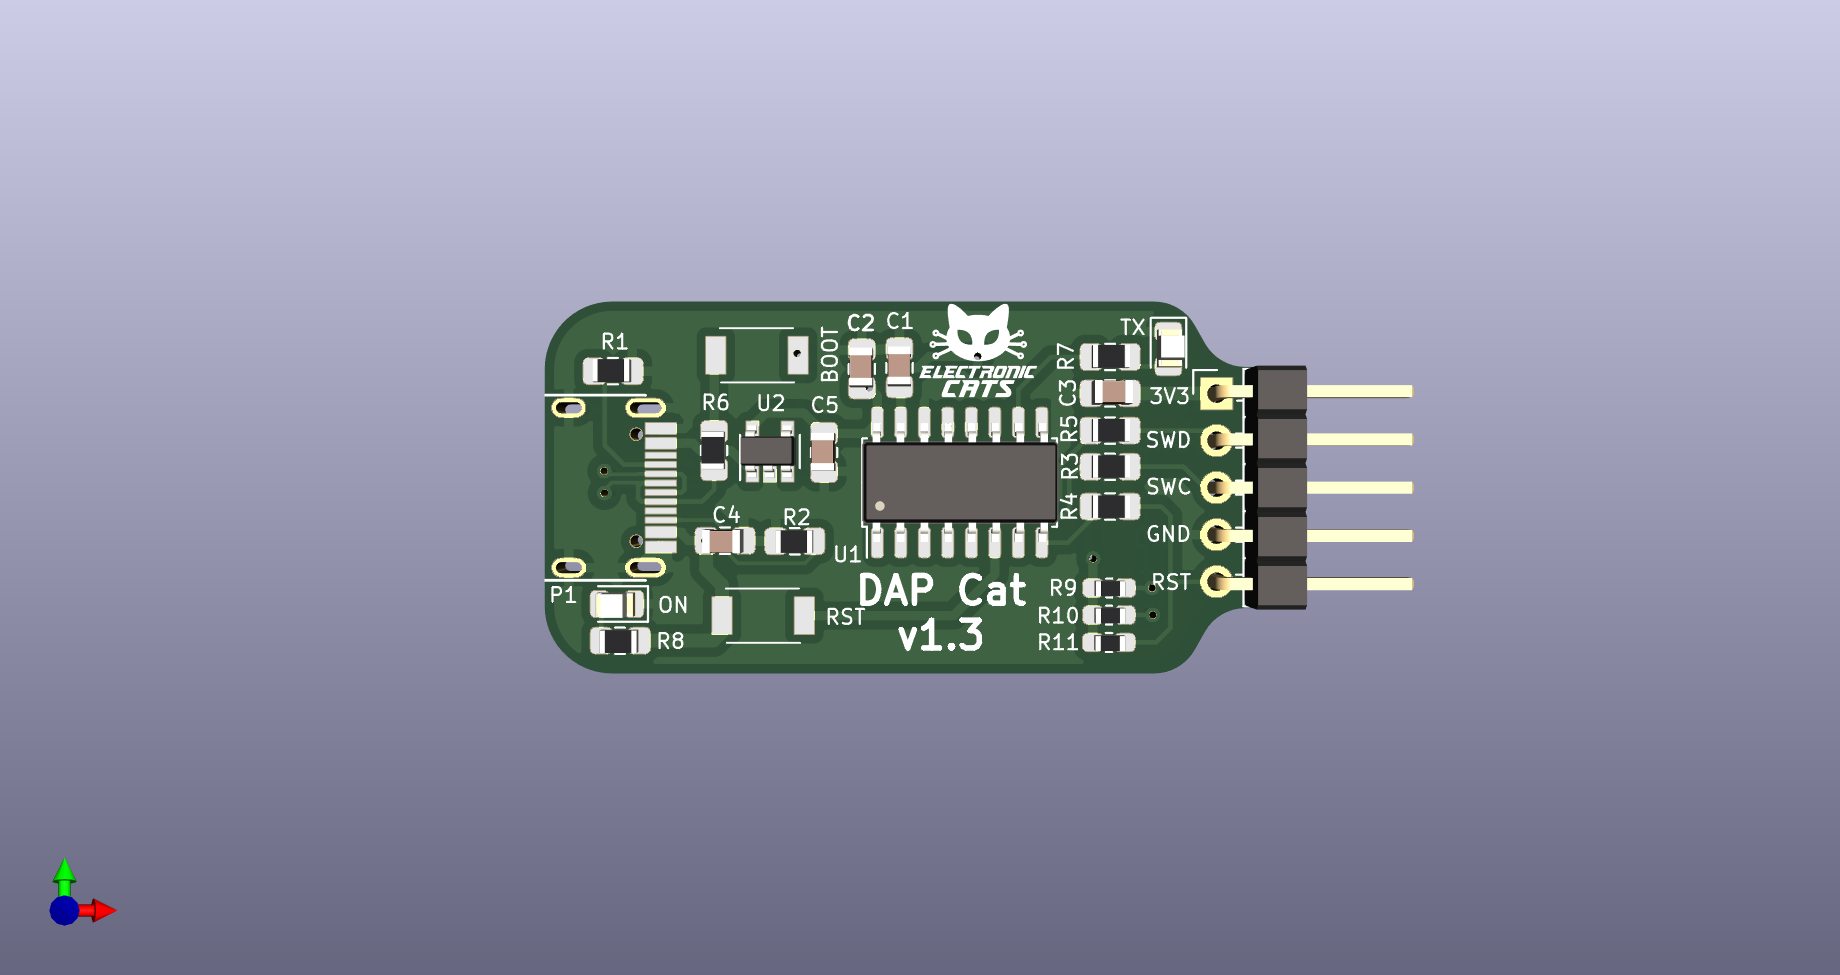 R1
BOOT
C2
C1
ELECTRONIC
CATS
TX
R7
C3
3V3
R6
U2
C5
R5
SWD
R3
SWC
R4
C4
R2
U1
GND
DAP Cat
v1.3
R9
RST
R10
R11
P1
ON
RST
R8